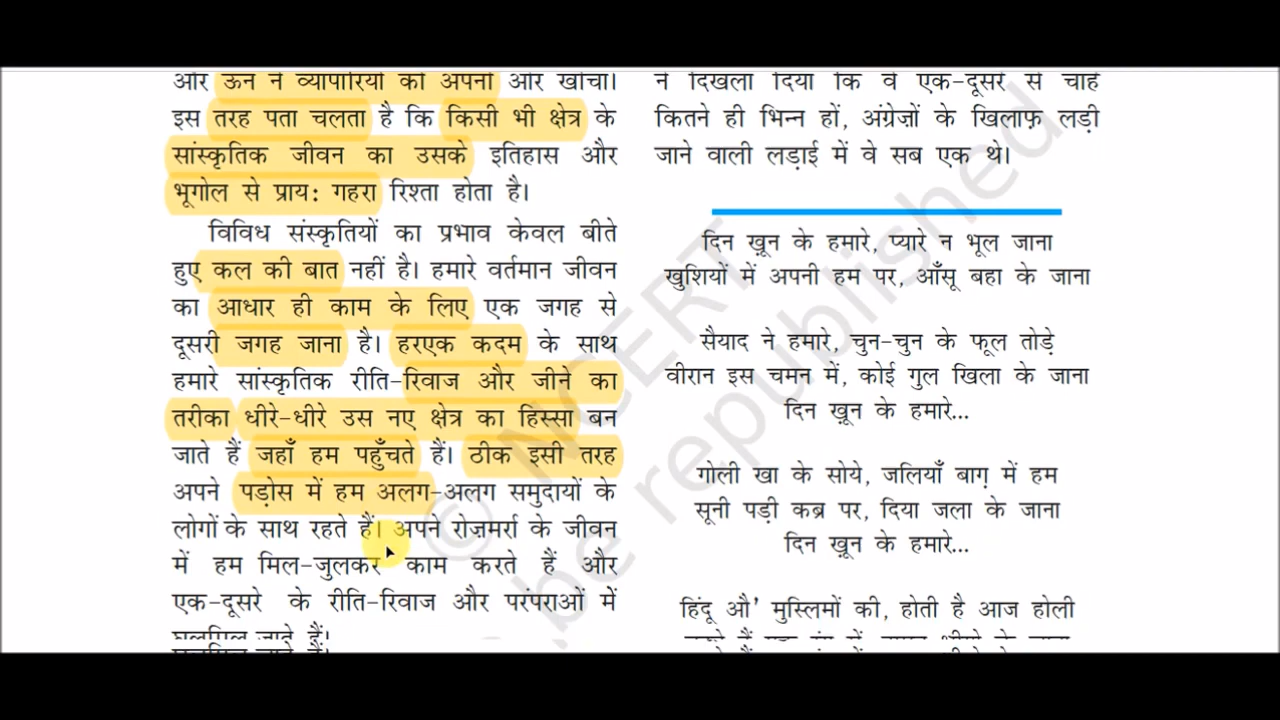 और ऊन ने व्यापारियों को अपनी ओर खींचा।
इस तरह पता चलता है कि किसी भी क्षेत्र के
सांस्कृतिक जीवन का उसके इतिहास और
भूगोल से प्राय: गहरा रिश्ता होता है।
विविध संस्कृतियों का प्रभाव केवल बीते
हुए कल की बात नहीं है। हमारे वर्तमान जीवन
का आधार ही काम के लिए एक जगह से
दूसरी जगह जाना है। हरएक कदम के साथ
हमारे सांस्कृतिक रीति-रिवाज और जीने का
तरीका धीरे-धीरे उस नए क्षेत्र का हिस्सा बन
जाते हैं जहाँ हम पहुँचते हैं। ठीक इसी तरह
अपने पड़ोस में हम अलग-अलग समुदायों के
लोगों के साथ रहते हैं। अपने रोज़मर्रा के जीवन
में हम मिल-जुलकर काम करते हैं और
एक-दूसरे के रीति-रिवाज और परंपराओं में
घुलमिल जाते हैं।
ने दिखला दिया कि वे एक-दूसरे से चाहे
कितने ही भिन्न हों, अंग्रेज़ों के खिलाफ़ लड़ी
जाने वाली लड़ाई में वे सब एक थे।
दिन ख़ून के हमारे, प्यारे न भूल जाना
खुशियों में अपनी हम पर, आँसू बहा के जाना
सैयाद ने हमारे, चुन-चुन के फूल तोड़े
वीरान इस चमन में, कोई गुल खिला के जाना
दिन ख़ून के हमारे...
गोली खा के सोये, जलियाँ बाग़ में हम
सूनी पड़ी कब्र पर, दिया जला के जाना
दिन ख़ून के हमारे...
हिंदू औ' मुस्लिमों की, होती है आज होली
© NCERT
be republished